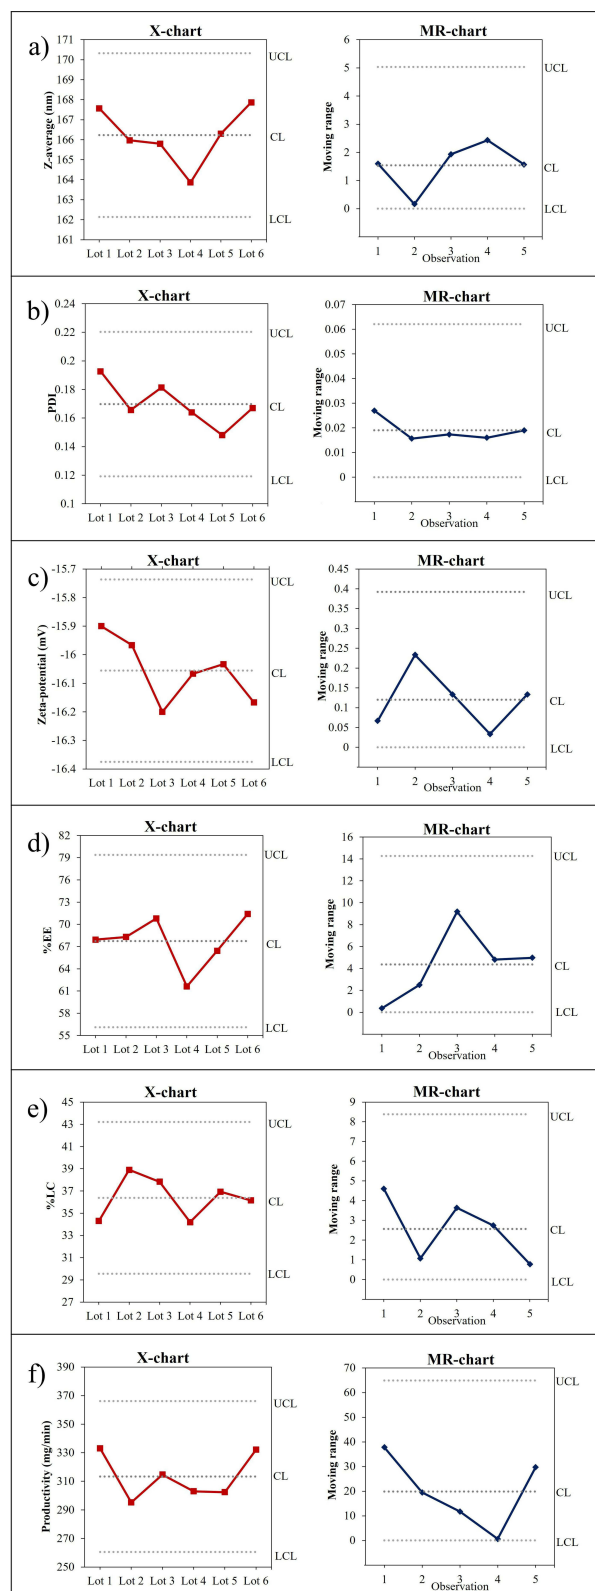 a)
X-chart
Z-average (nm)
171
170
168
167
166
165
164
162
161
UCL
CL
LCL
Lot 1 Lot 2 Lot 3 Lot 4 Lot 5 Lot 6
MR-chart
Moving range
6
5
4
3
2
1
0
UCL
CL
LCL
1 2 3 4 5
Observation
b)
X-chart
PDI
0.24
0.22
0.2
0.18
0.16
0.14
0.12
0.1
UCL
CL
LCL
Lot 1 Lot 2 Lot 3 Lot 4 Lot 5 Lot 6
MR-chart
Moving range
0.07
0.06
0.05
0.04
0.03
0.02
0.01
0
UCL
CL
LCL
1 2 3 4 5
Observation
c)
X-chart
Zeta-potential (mV)
-15.7
-15.8
-15.9
-16
-16.1
-16.2
-16.3
-16.4
UCL
CL
LCL
Lot 1 Lot 2 Lot 3 Lot 4 Lot 5 Lot 6
MR-chart
Moving range
0.45
0.4
0.35
0.3
0.25
0.2
0.15
0.1
0.05
0
UCL
CL
LCL
1 2 3 4 5
Observation
d)
X-chart
%EE
82
79
76
73
70
67
64
61
58
55
UCL
CL
LCL
Lot 1 Lot 2 Lot 3 Lot 4 Lot 5 Lot 6
MR-chart
Moving range
16
14
12
10
8
6
4
2
0
UCL
CL
LCL
1 2 3 4 5
Observation
e)
X-chart
%LC
45
43
41
39
37
35
33
31
29
27
UCL
CL
LCL
Lot 1 Lot 2 Lot 3 Lot 4 Lot 5 Lot 6
MR-chart
Moving range
9
8
7
6
5
4
3
2
1
0
UCL
CL
LCL
1 2 3 4 5
Observation
f)
X-chart
Productivity (mg/min)
390
370
350
330
310
290
270
250
UCL
CL
LCL
Lot 1 Lot 2 Lot 3 Lot 4 Lot 5 Lot 6
MR-chart
Moving range
70
60
50
40
30
20
10
0
UCL
CL
LCL
1 2 3 4 5
Observation